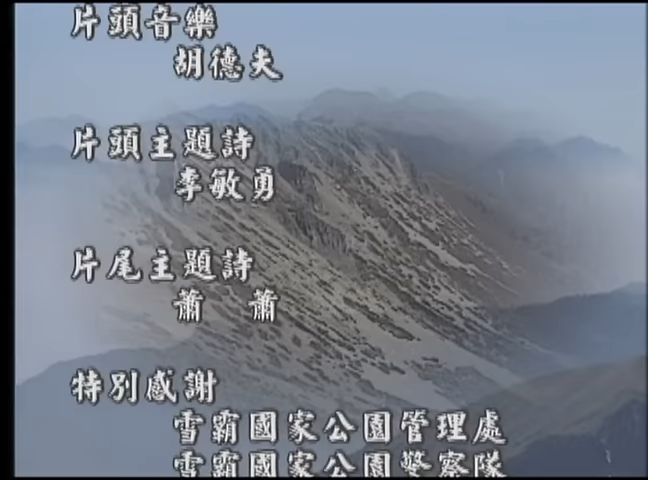 片頭音樂
胡德夫
片頭主題詩
李敏勇
片尾主題詩
蕭 蕭
特別感謝
雪霸國家公園管理處
雪霸國家公園警察隊